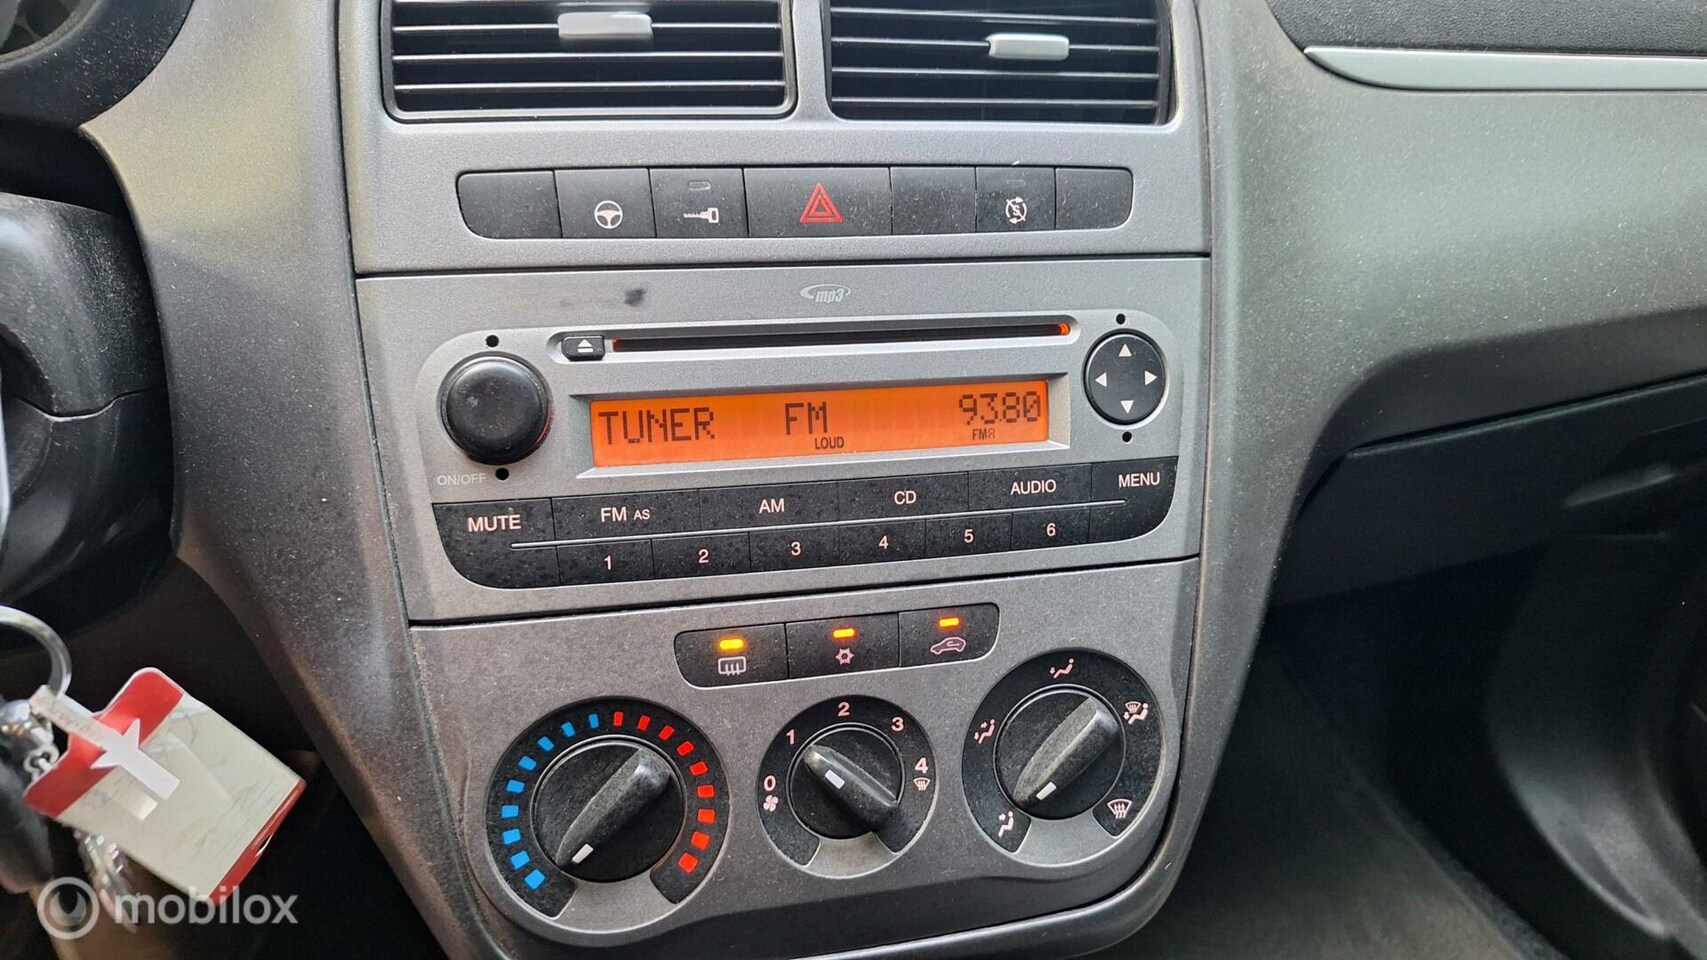 mp3
TUNER FM 9380
LOUD FMA
ON/OFF
MUTE FM AS AM CD AUDIO MENU
1 2 3 4 5 6
0 1 2 3 4
mobilox